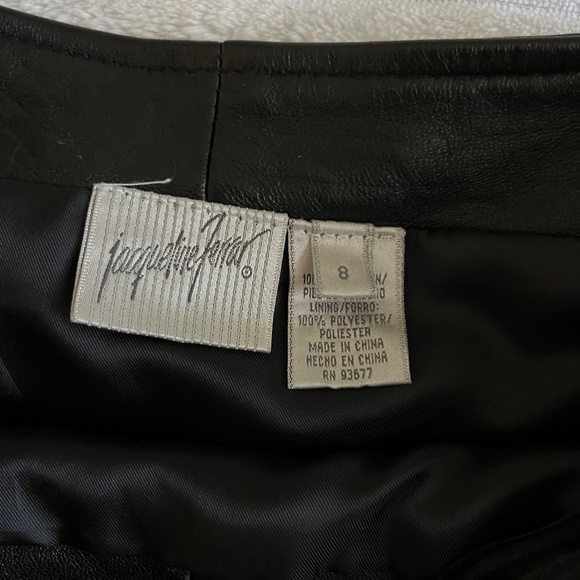 jacqueline Ferrar
8
LINING/FORRO:
100% POLYESTER/
POLIESTER
MADE IN CHINA
HECHO EN CHINA
RN 93677